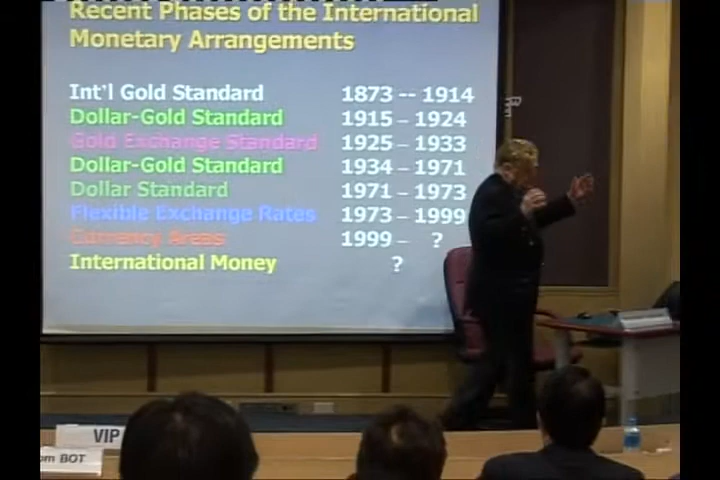 Recent Phases of the International
Monetary Arrangements
Int'l Gold Standard 1873 -- 1914
Dollar-Gold Standard 1915 – 1924
Gold Exchange Standard 1925 – 1933
Dollar-Gold Standard 1934 – 1971
Dollar Standard 1971 – 1973
Flexible Exchange Rates 1973 – 1999
Currency Areas 1999 – ?
International Money ?
VIP
om BOT